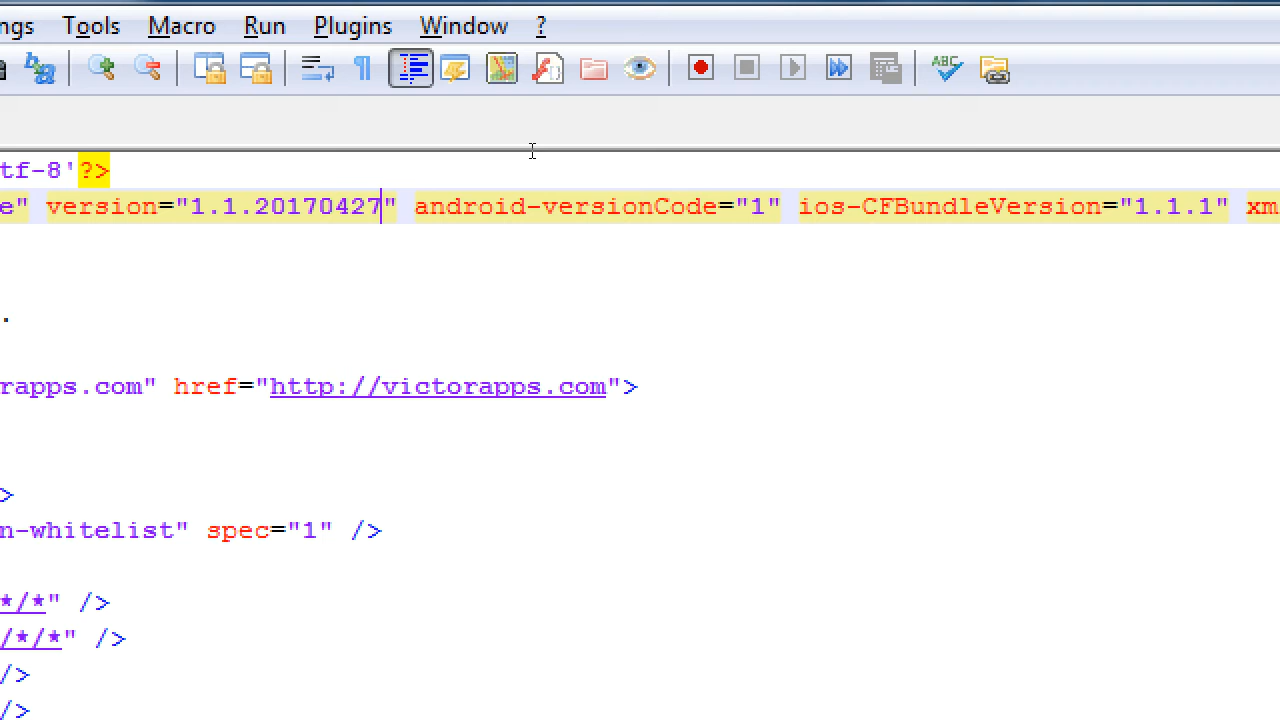 ngs Tools Macro Run Plugins Window ?
ABC
tf-8'?>
e" version="1.1.20170427" android-versionCode="1" ios-CFBundleVersion="1.1.1" xm
.
rapps.com" href="http://victorapps.com">
>
n-whitelist" spec="1" />
*/*" />
/*/*" />
/>
/>